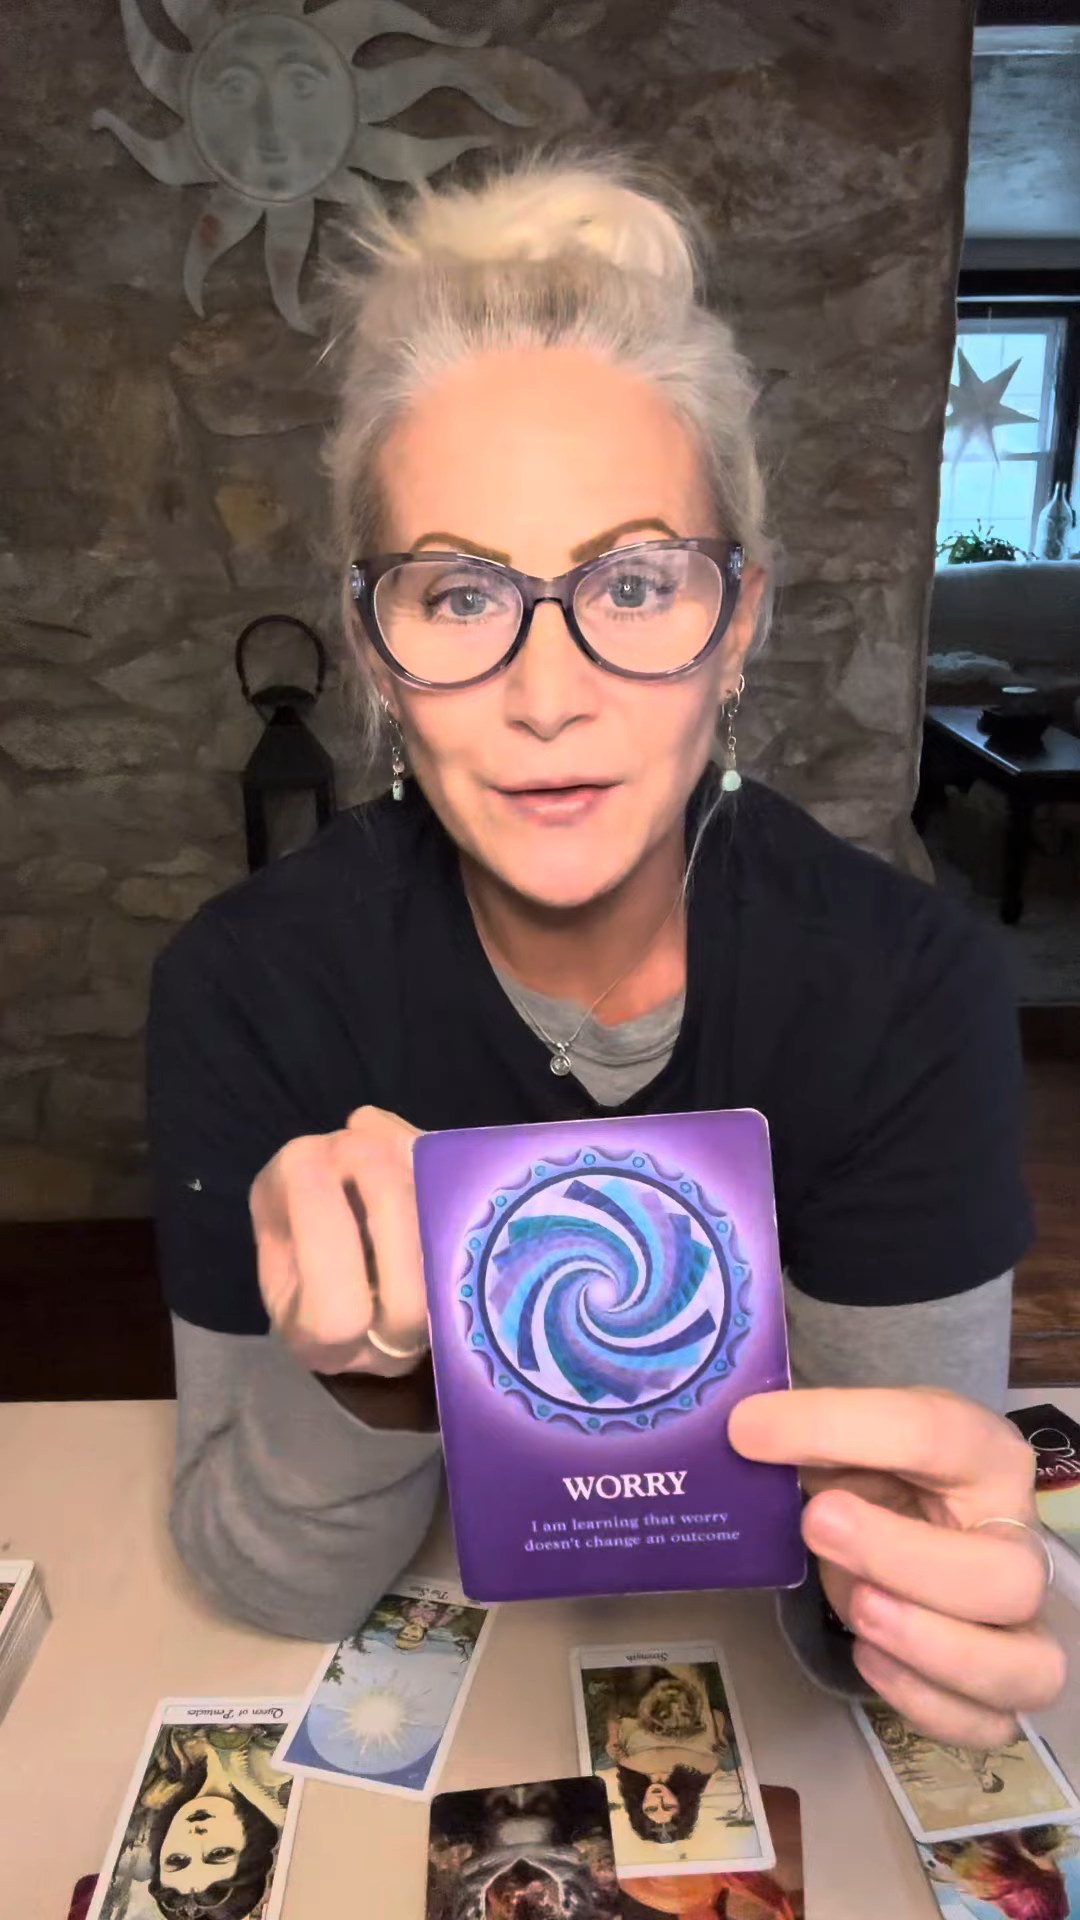 WORRY
I am learning that worry
doesn't change an outcome
The Sun
Strength
Queen of Pentacles